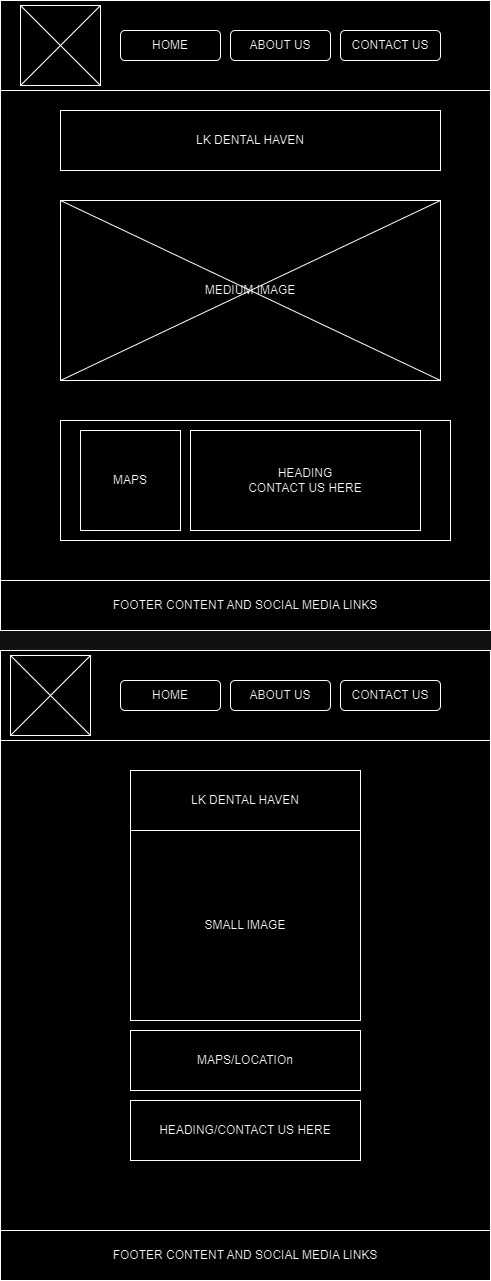 HOME
ABOUT US
CONTACT US
LK DENTAL HAVEN
MEDIUM IMAGE
MAPS
HEADING
CONTACT US HERE
FOOTER CONTENT AND SOCIAL MEDIA LINKS
HOME
ABOUT US
CONTACT US
LK DENTAL HAVEN
SMALL IMAGE
MAPS/LOCATIOn
HEADING/CONTACT US HERE
FOOTER CONTENT AND SOCIAL MEDIA LINKS